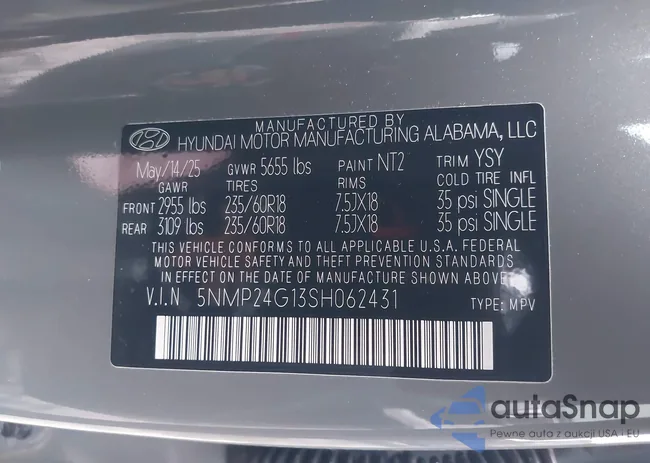 MANUFACTURED BY
HYUNDAI MOTOR MANUFACTURING ALABAMA, LLC
May/14/25 GVWR 5655 lbs PAINT NT2 TRIM YSY
GAWR TIRES RIMS COLD TIRE INFL
FRONT 2955 lbs 235/60R18 7.5JX18 35 psi SINGLE
REAR 3109 lbs 235/60R18 7.5JX18 35 psi SINGLE
THIS VEHICLE CONFORMS TO ALL APPLICABLE U.S.A. FEDERAL
MOTOR VEHICLE SAFETY AND THEFT PREVENTION STANDARDS
IN EFFECT ON THE DATE OF MANUFACTURE SHOWN ABOVE
V.I.N 5NMP24G13SH062431 TYPE: MPV
autaSnap
Pewne auta z aukcji USA i EU